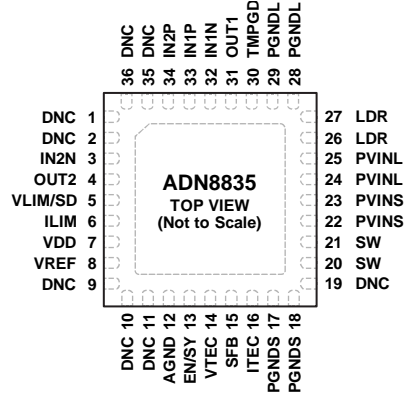 36 DNC
35 DNC
34 IN2P
33 IN1P
32 IN1N
31 OUT1
30 TMPGD
29 PGNDL
28 PGNDL
DNC 1
DNC 2
IN2N 3
OUT2 4
VLIM/SD 5
ILIM 6
VDD 7
VREF 8
DNC 9
ADN8835
TOP VIEW
(Not to Scale)
27 LDR
26 LDR
25 PVINL
24 PVINL
23 PVINS
22 PVINS
21 SW
20 SW
19 DNC
DNC 10
DNC 11
AGND 12
EN/SY 13
VTEC 14
SFB 15
ITEC 16
PGNDS 17
PGNDS 18